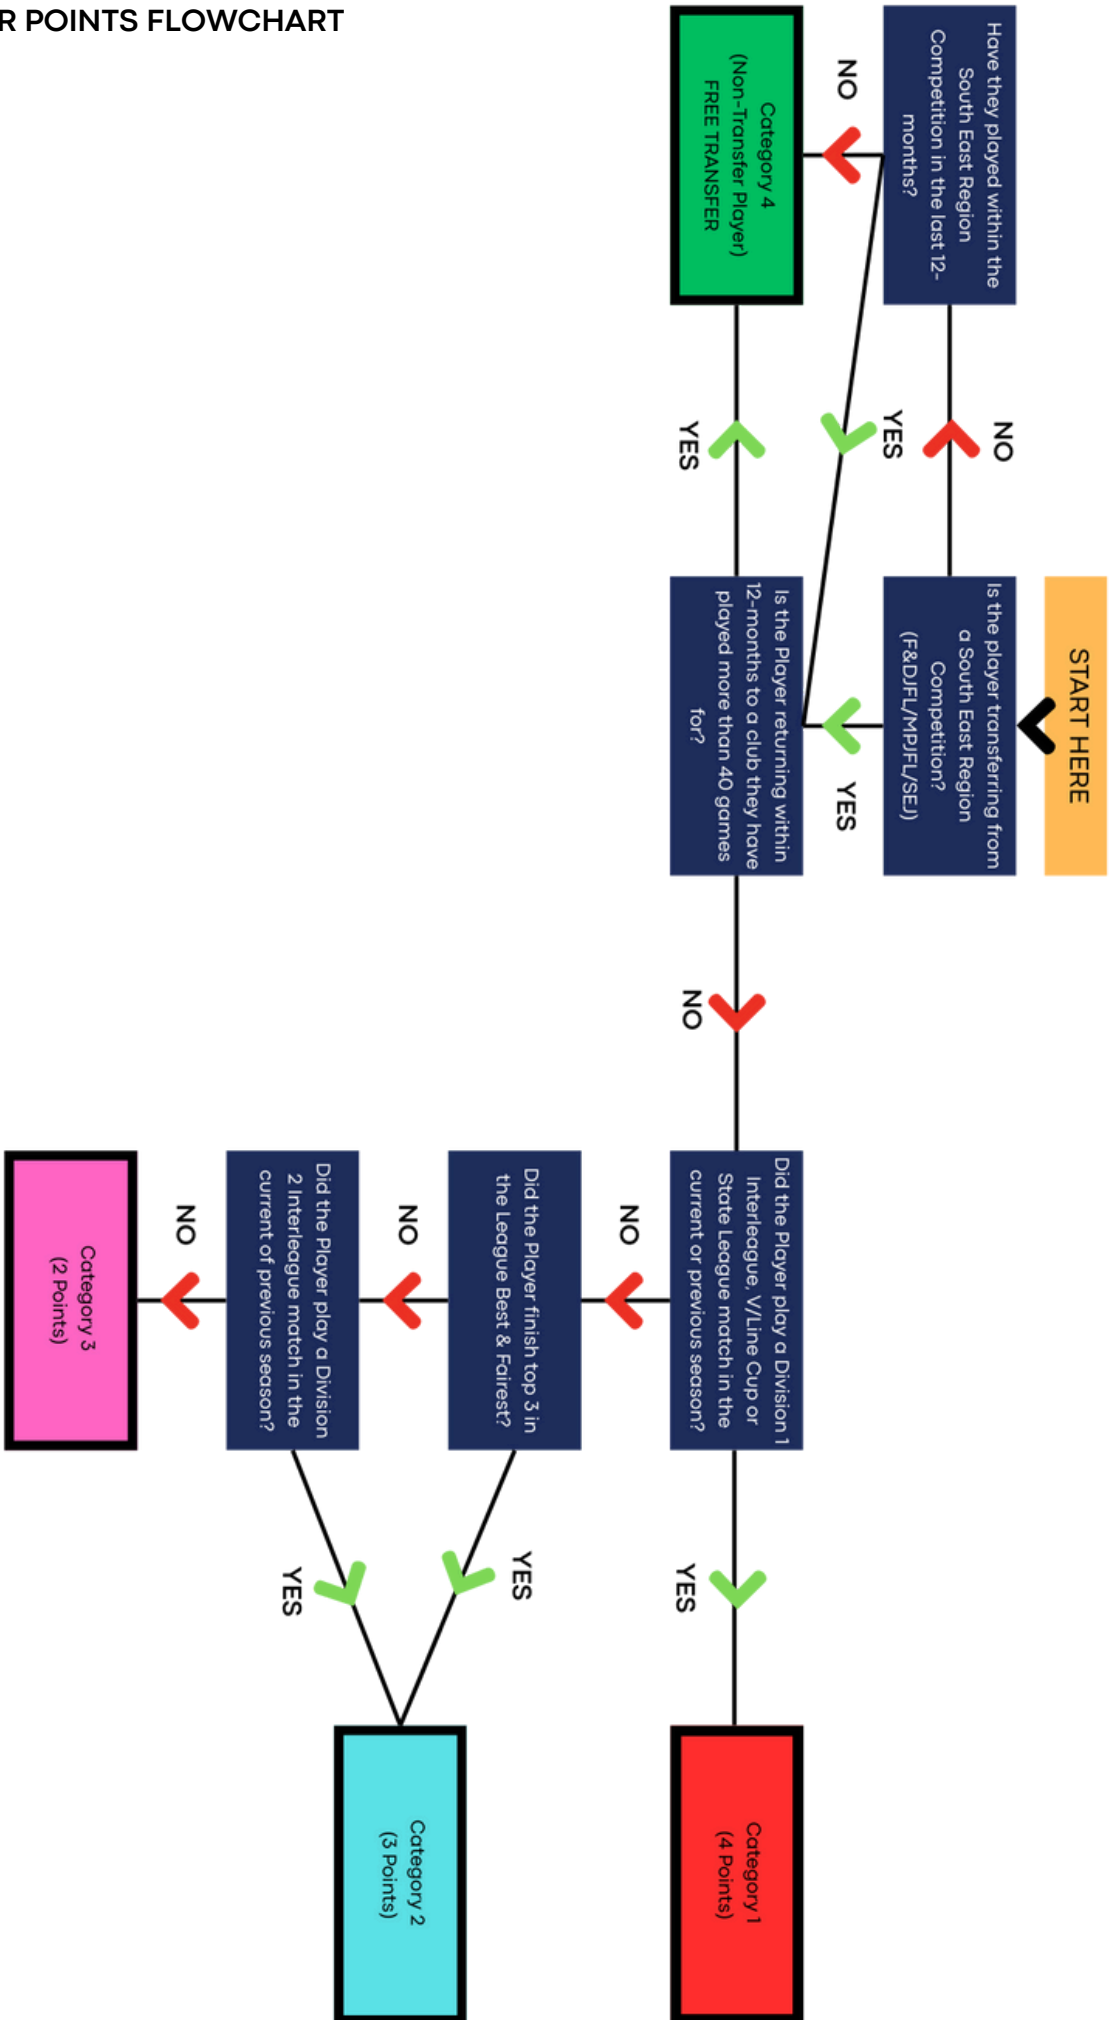 R POINTS FLOWCHART
START HERE
Is the player transferring from
a South East Region
Competition?
(F&DJFL/MPJFL/SEJ)
NO
Have they played within the
South East Region
Competition in the last 12-
months?
NO
YES
YES
Category 4
(Non-Transfer Player)
FREE TRANSFER
YES
Is the Player returning within
12-months to a club they have
played more than 40 games
for?
NO
Did the Player play a Division 1
Interleague, V/Line Cup or
State League match in the
current or previous season?
YES
Category 1
(4 Points)
NO
Did the Player finish top 3 in
the League Best & Fairest?
YES
NO
Did the Player play a Division
2 Interleague match in the
current of previous season?
YES
Category 2
(3 Points)
NO
Category 3
(2 Points)